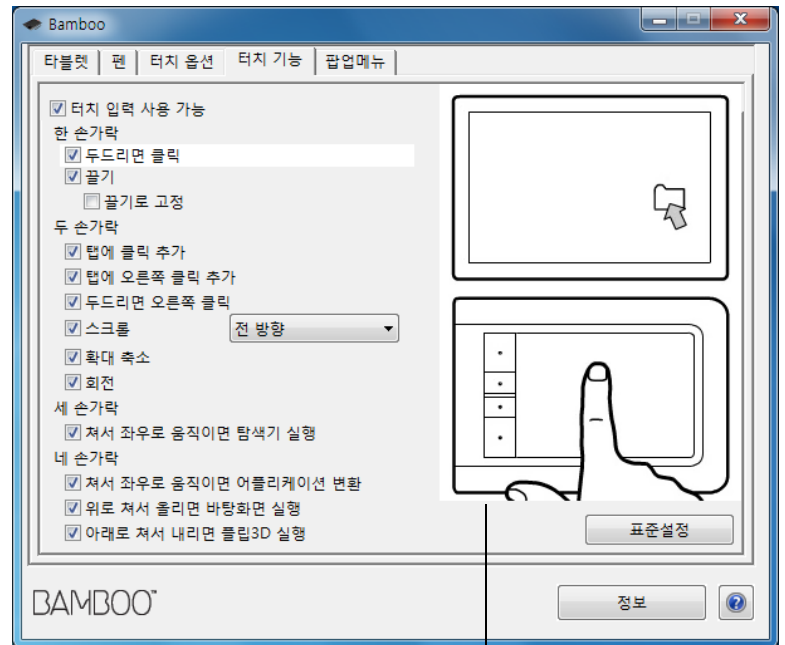 Bamboo
타블렛 펜 터치 옵션 터치 기능 팝업메뉴
터치 입력 사용 가능
한 손가락
두드리면 클릭
끌기
끌기로 고정
두 손가락
탭에 클릭 추가
탭에 오른쪽 클릭 추가
두드리면 오른쪽 클릭
스크롤 전 방향
확대 축소
회전
세 손가락
쳐서 좌우로 움직이면 탐색기 실행
네 손가락
쳐서 좌우로 움직이면 어플리케이션 변환
위로 쳐서 올리면 바탕화면 실행
아래로 쳐서 내리면 플립3D 실행
표준설정
BAMBOO™
정보 ?